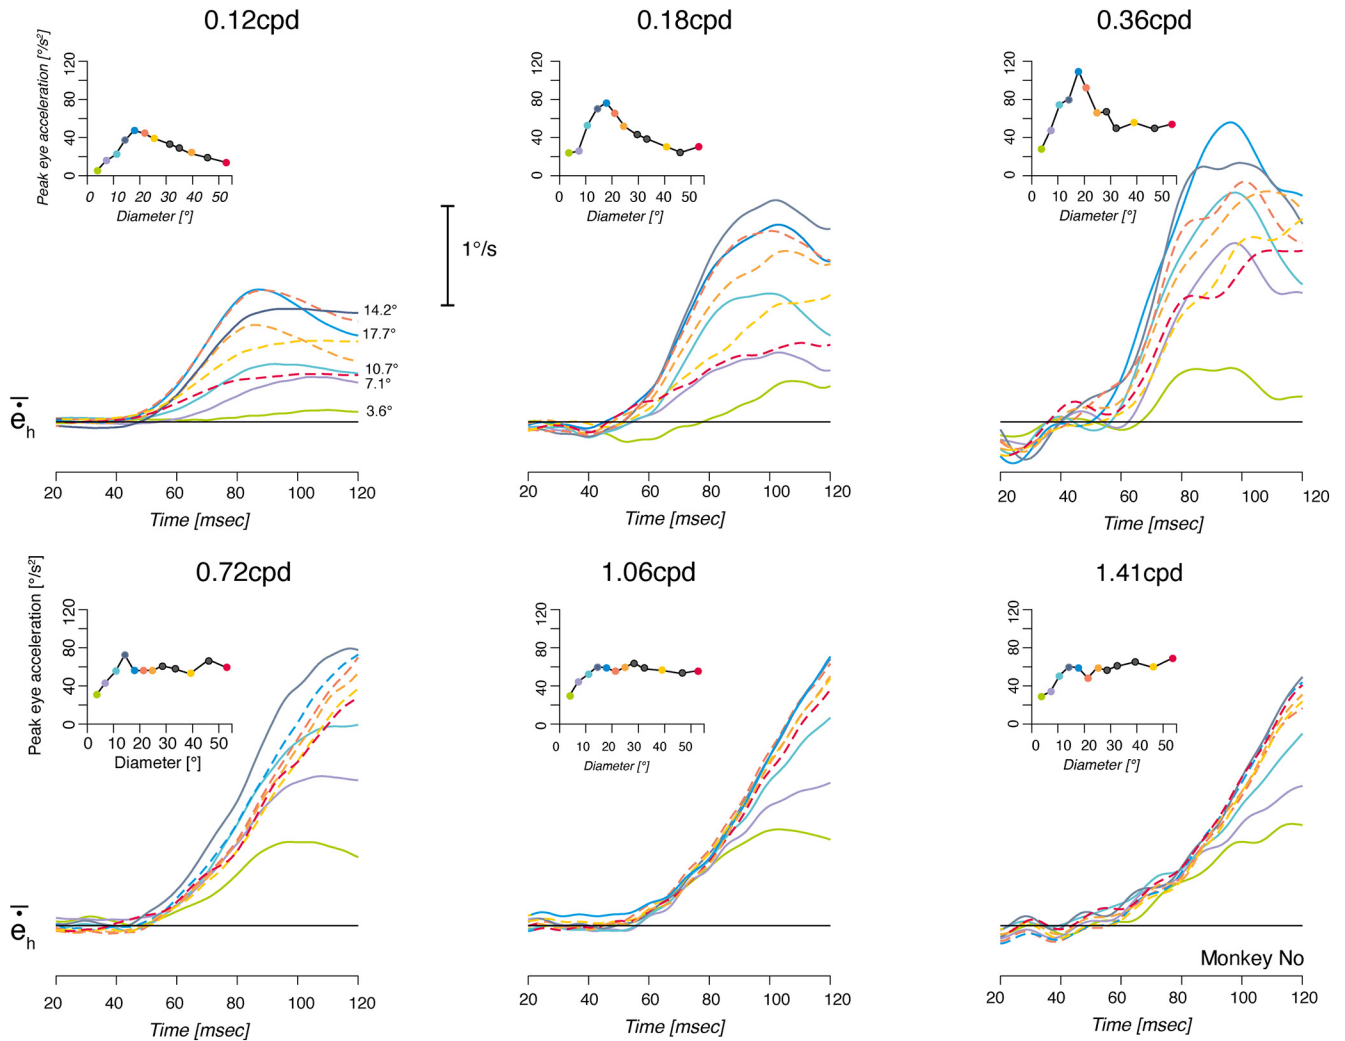 0.12cpd
0.18cpd
0.36cpd
Peak eye acceleration [°/s²]
120
80
40
0
0 10 20 30 40 50
Diameter [°]
120
80
40
0
0 10 20 30 40 50
Diameter [°]
120
80
40
0
0 10 20 30 40 50
Diameter [°]
1°/s
14.2°
17.7°
10.7°
7.1°
3.6°
ėₕˡ
20 40 60 80 100 120
Time [msec]
20 40 60 80 100 120
Time [msec]
20 40 60 80 100 120
Time [msec]
0.72cpd
1.06cpd
1.41cpd
Peak eye acceleration [°/s²]
120
80
40
0
0 10 20 30 40 50
Diameter [°]
120
80
40
0
0 10 20 30 40 50
Diameter [°]
120
80
40
0
0 10 20 30 40 50
Diameter [°]
ėₕˡ
Monkey No
20 40 60 80 100 120
Time [msec]
20 40 60 80 100 120
Time [msec]
20 40 60 80 100 120
Time [msec]